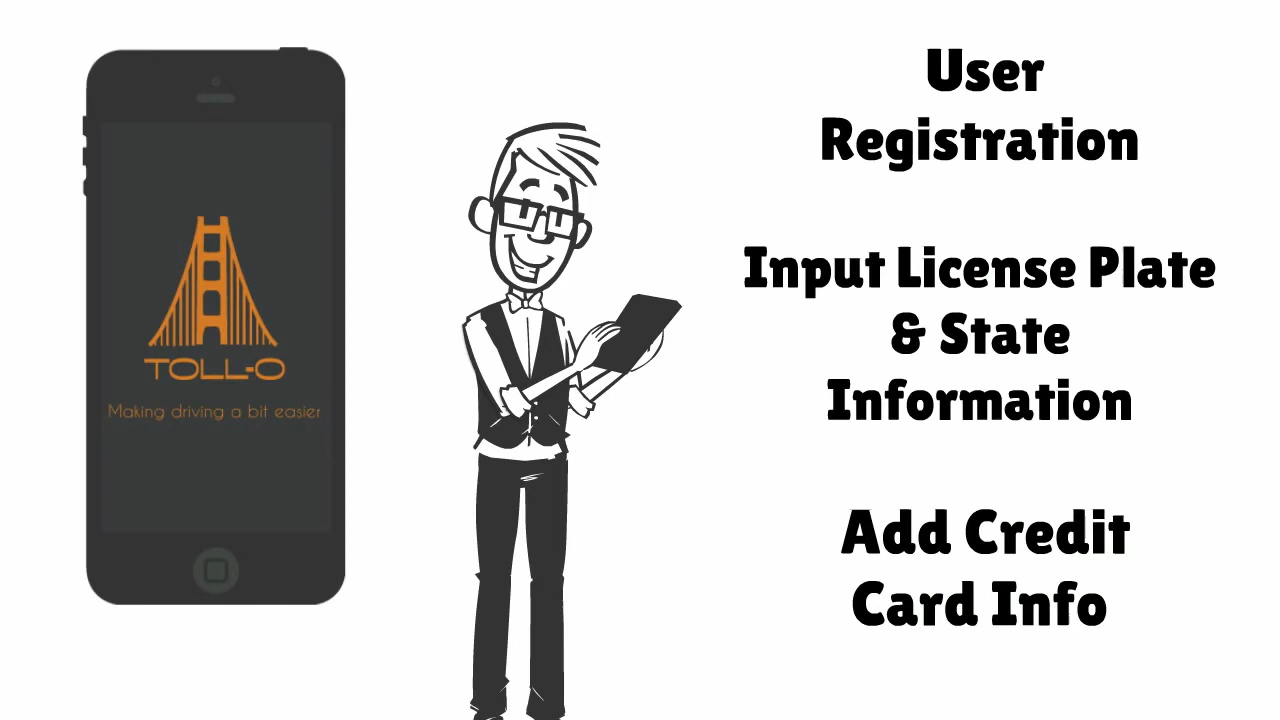 TOLL-O
Making driving a bit easier
User
Registration
Input License Plate
& State
Information
Add Credit
Card Info